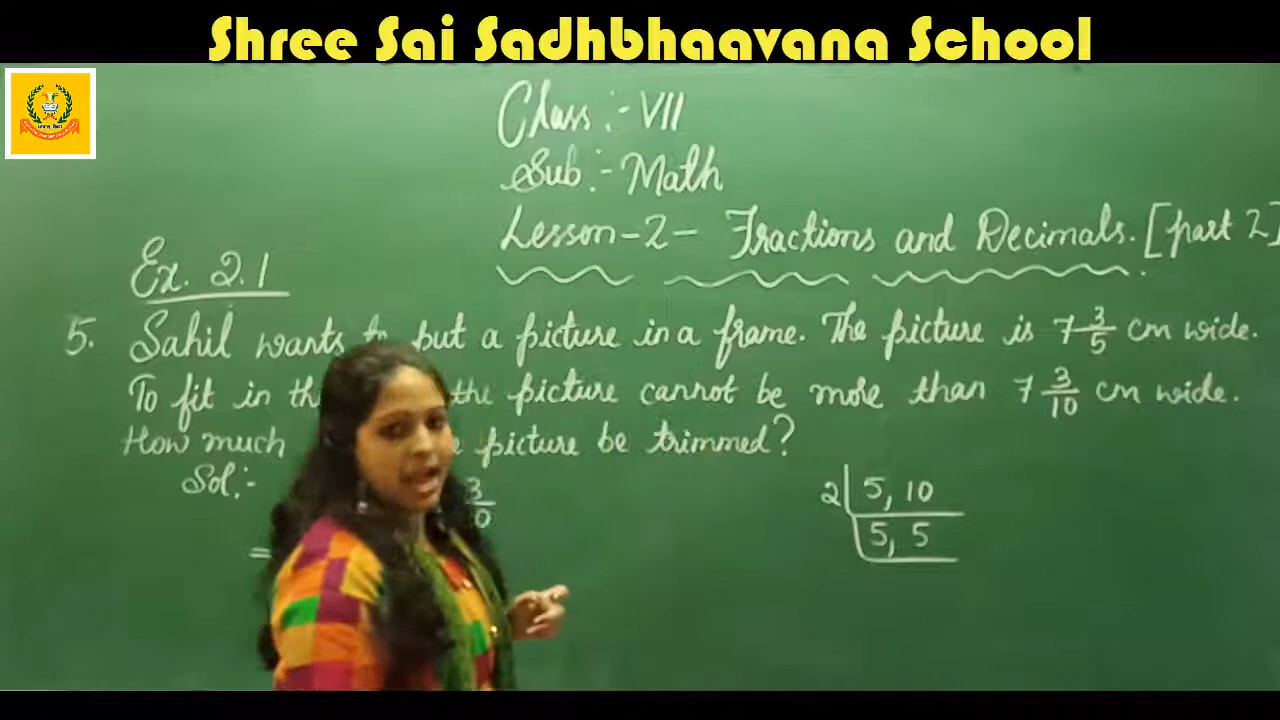 Shree Sai Sadhbhaavana School
Class :- VII
Sub :- Math
Lesson - 2 - Fractions and Decimals. [part 2]
Ex. 2.1
5. Sahil wants to put a picture in a frame. The picture is 7 3/5 cm wide.
To fit in the picture cannot be more than 7 3/10 cm wide.
How much picture be trimmed?
Sol :-
2 | 5, 10
5, 5
=